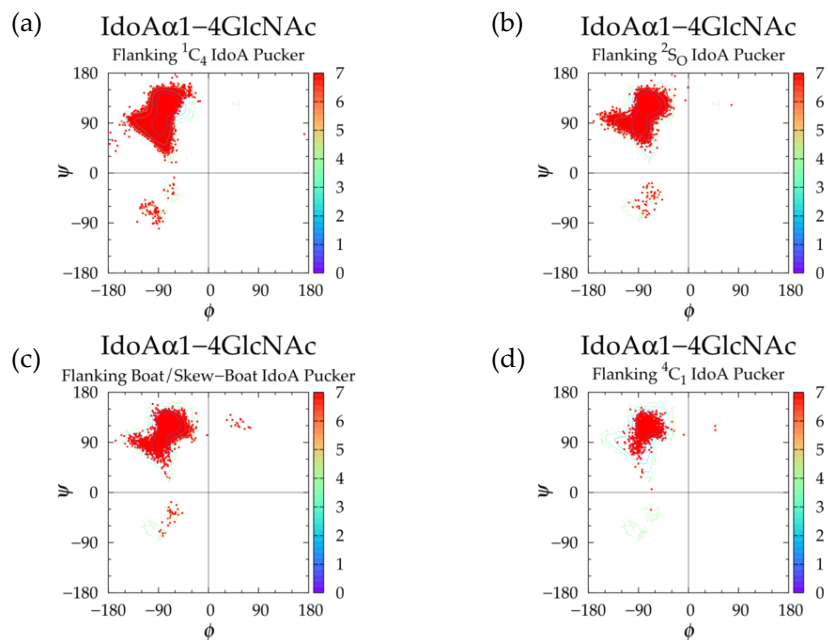 (a)
IdoAα1−4GlcNAc
Flanking ¹C₄ IdoA Pucker
180
90
0
−90
−180
ψ
−180 −90 0 90 180
ϕ
7
6
5
4
3
2
1
0
(b)
IdoAα1−4GlcNAc
Flanking ²S_O IdoA Pucker
180
90
0
−90
−180
ψ
−180 −90 0 90 180
ϕ
7
6
5
4
3
2
1
0
(c)
IdoAα1−4GlcNAc
Flanking Boat/Skew−Boat IdoA Pucker
180
90
0
−90
−180
ψ
−180 −90 0 90 180
ϕ
7
6
5
4
3
2
1
0
(d)
IdoAα1−4GlcNAc
Flanking ⁴C₁ IdoA Pucker
180
90
0
−90
−180
ψ
−180 −90 0 90 180
ϕ
7
6
5
4
3
2
1
0